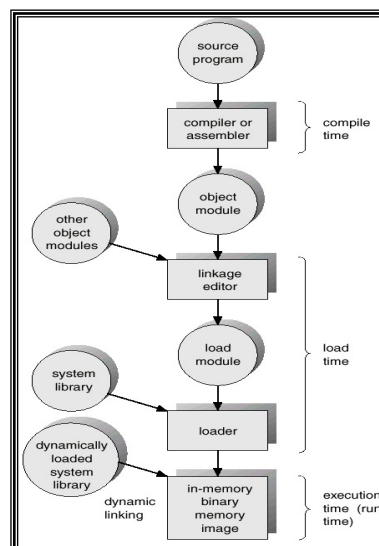 source
program
compiler or
assembler
compile
time
object
module
other
object
modules
linkage
editor
load
module
load
time
system
library
loader
dynamically
loaded
system
library
dynamic
linking
in-memory
binary
memory
image
execution
time (run
time)